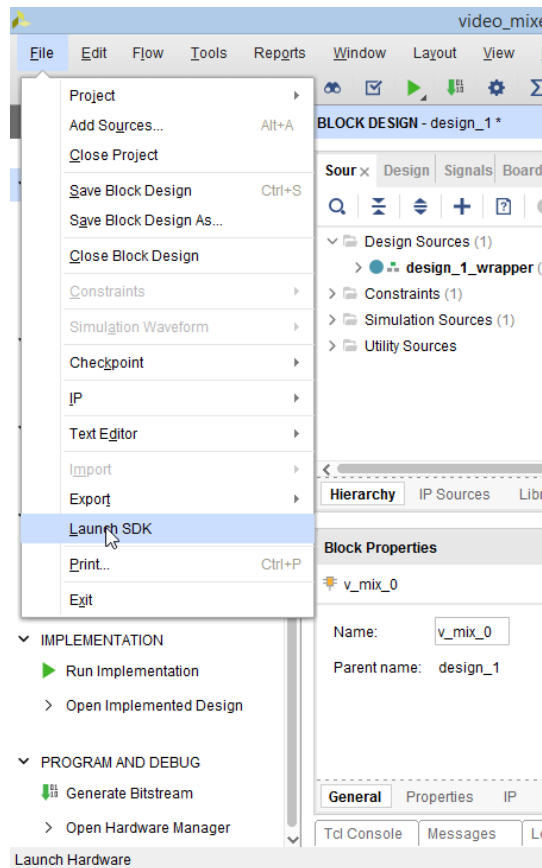 video_mixe
File Edit Flow Tools Reports Window Layout View
Project
Add Sources... Alt+A
Close Project
Save Block Design Ctrl+S
Save Block Design As...
Close Block Design
Constraints
Simulation Waveform
Checkpoint
IP
Text Editor
Import
Export
Launch SDK
Print... Ctrl+P
Exit
BLOCK DESIGN - design_1 *
Sour Design Signals Board
Design Sources (1)
design_1_wrapper (
Constraints (1)
Simulation Sources (1)
Utility Sources
Hierarchy IP Sources Libr
Block Properties
v_mix_0
Name: v_mix_0
Parent name: design_1
General Properties IP
Tcl Console Messages Lo
IMPLEMENTATION
Run Implementation
Open Implemented Design
PROGRAM AND DEBUG
Generate Bitstream
Open Hardware Manager
Launch Hardware